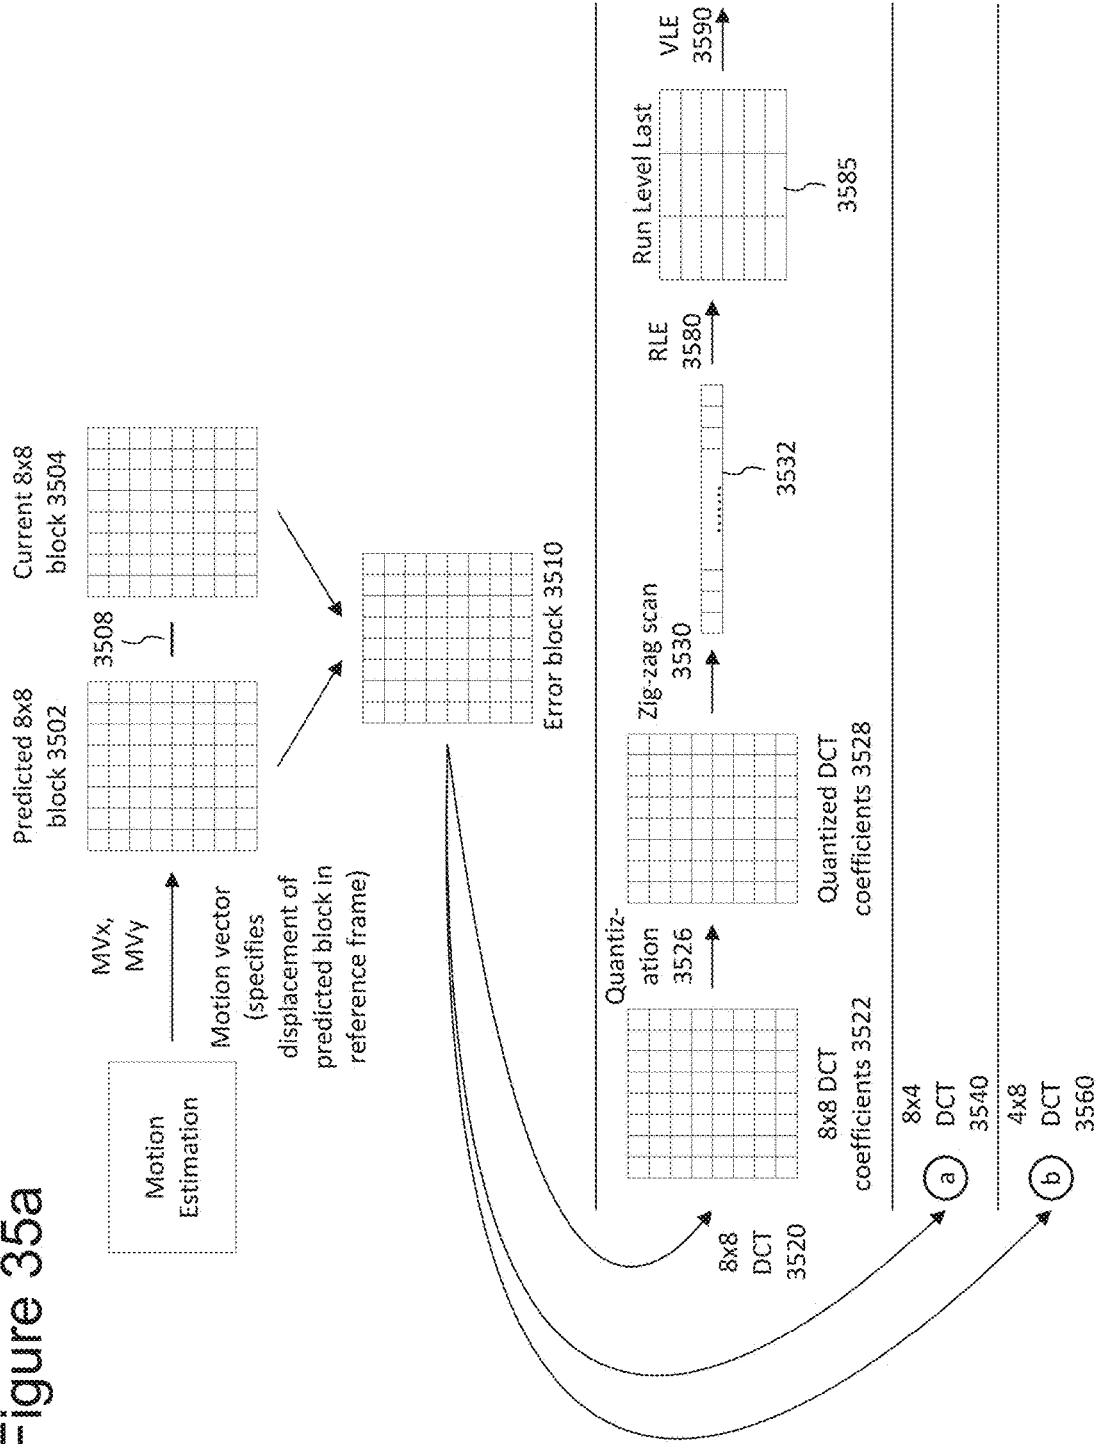 Figure 35a
Motion
Estimation
MVx,
MVy
Motion vector
(specifies
displacement of
predicted block in
reference frame)
Predicted 8x8
block 3502
3508
Current 8x8
block 3504
Error block 3510
8x8
DCT
3520
8x8 DCT
coefficients 3522
Quantiz-
ation
3526
Quantized DCT
coefficients 3528
Zig-zag scan
3530
3532
RLE
3580
Run Level Last
3585
VLE
3590
a
8x4
DCT
3540
b
4x8
DCT
3560